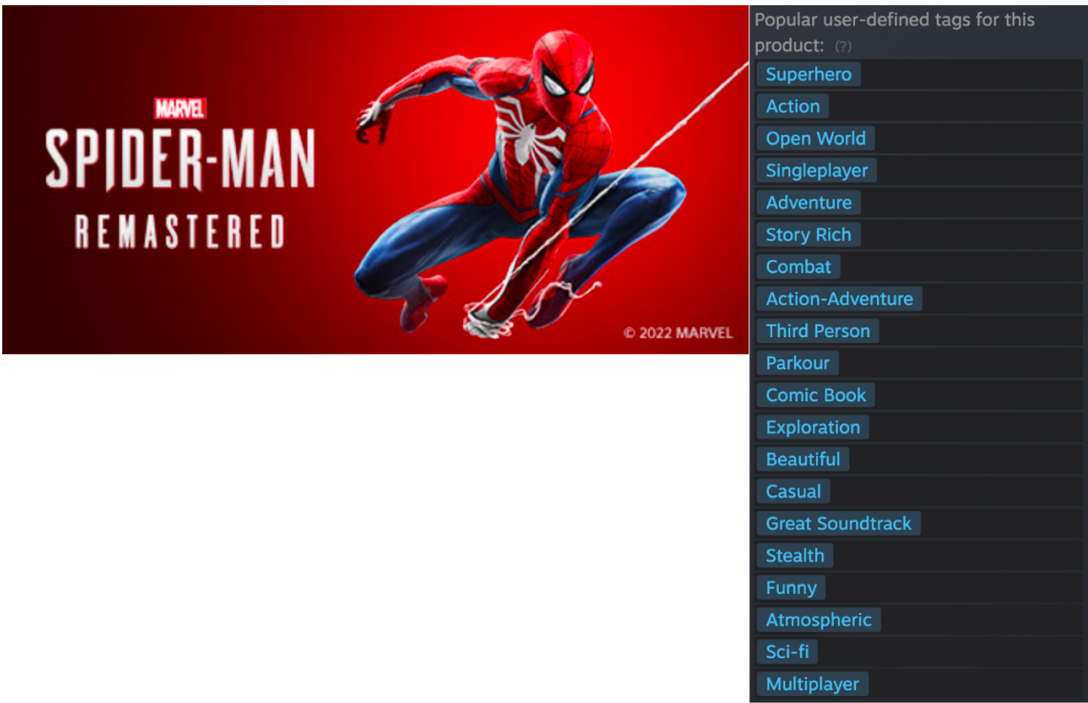 MARVEL
SPIDER-MAN
REMASTERED
© 2022 MARVEL
Popular user-defined tags for this
product: (?)
Superhero
Action
Open World
Singleplayer
Adventure
Story Rich
Combat
Action-Adventure
Third Person
Parkour
Comic Book
Exploration
Beautiful
Casual
Great Soundtrack
Stealth
Funny
Atmospheric
Sci-fi
Multiplayer